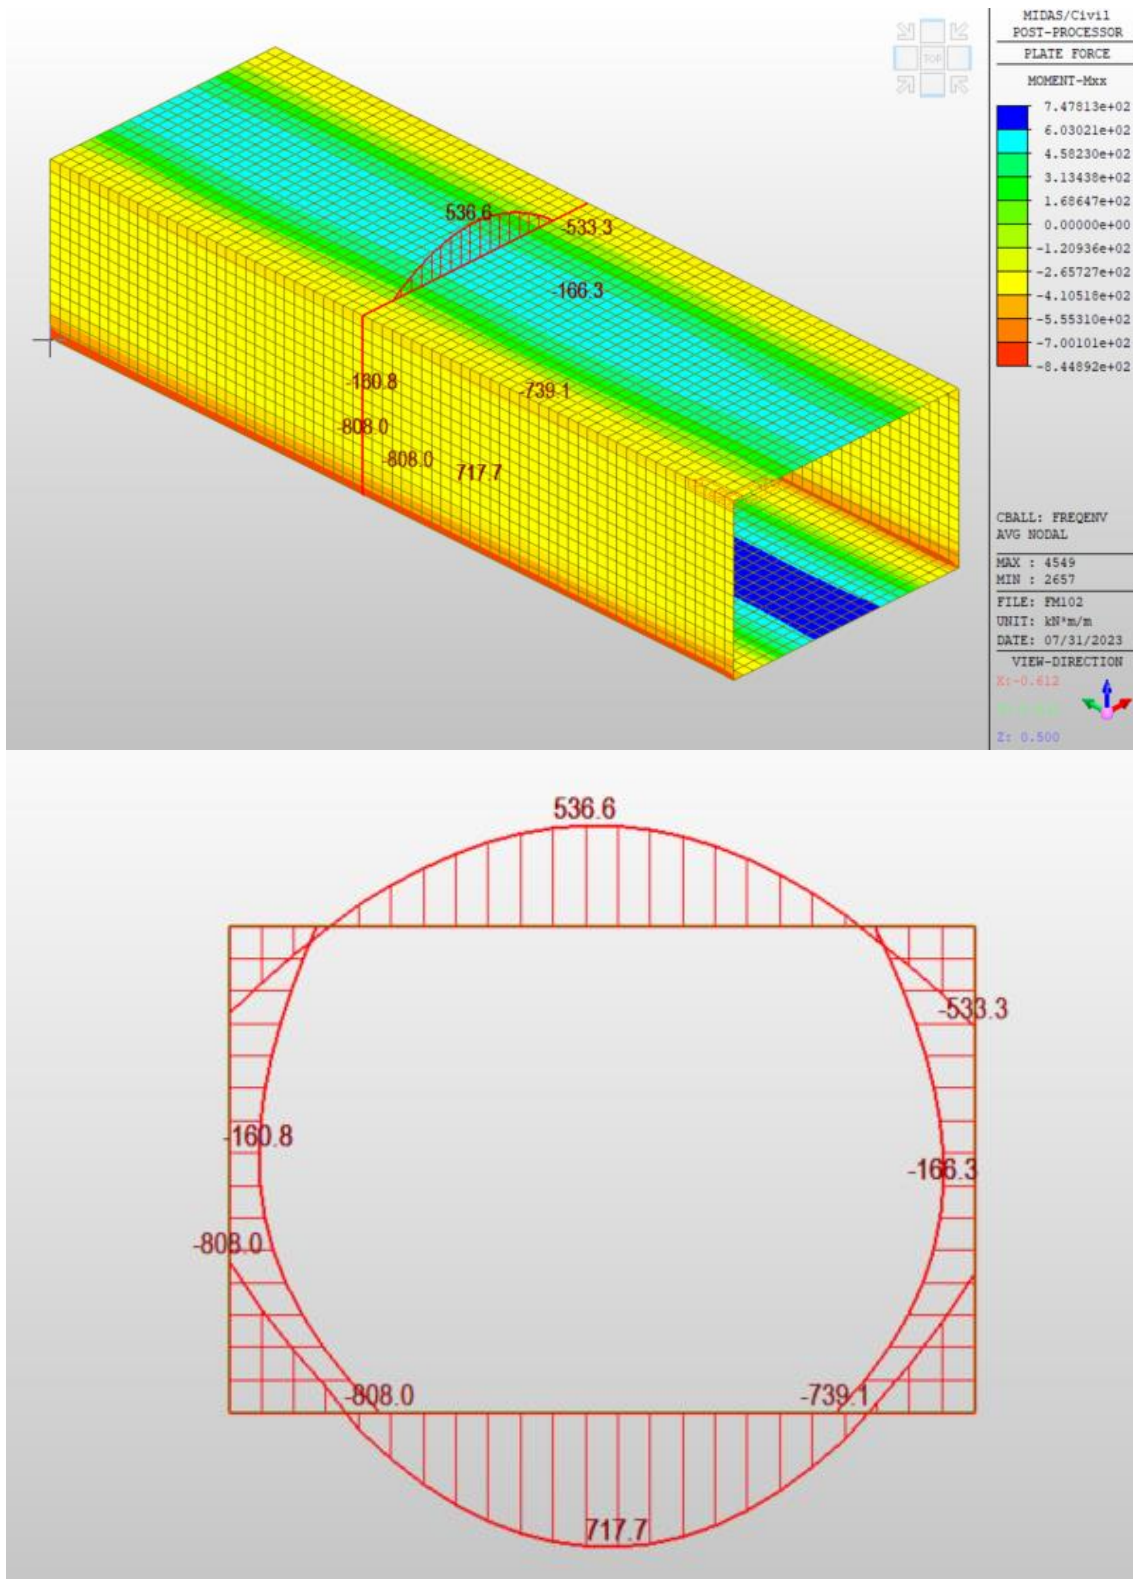 MIDAS/Civil
POST-PROCESSOR
PLATE FORCE
MOMENT-Mxx
7.47813e+02
6.03021e+02
4.58230e+02
3.13438e+02
1.68647e+02
0.00000e+00
-1.20936e+02
-2.65727e+02
-4.10518e+02
-5.55310e+02
-7.00101e+02
-8.44892e+02
CBALL: FREQENV
AVG NODAL
MAX : 4549
MIN : 2657
FILE: FM102
UNIT: kN*m/m
DATE: 07/31/2023
VIEW-DIRECTION
X:-0.612
Z: 0.500
TOP
536.6
-533.3
-166.3
-160.8
-739.1
-808.0
-808.0
717.7
536.6
-533.3
-160.8
-166.3
-808.0
-808.0
-739.1
717.7